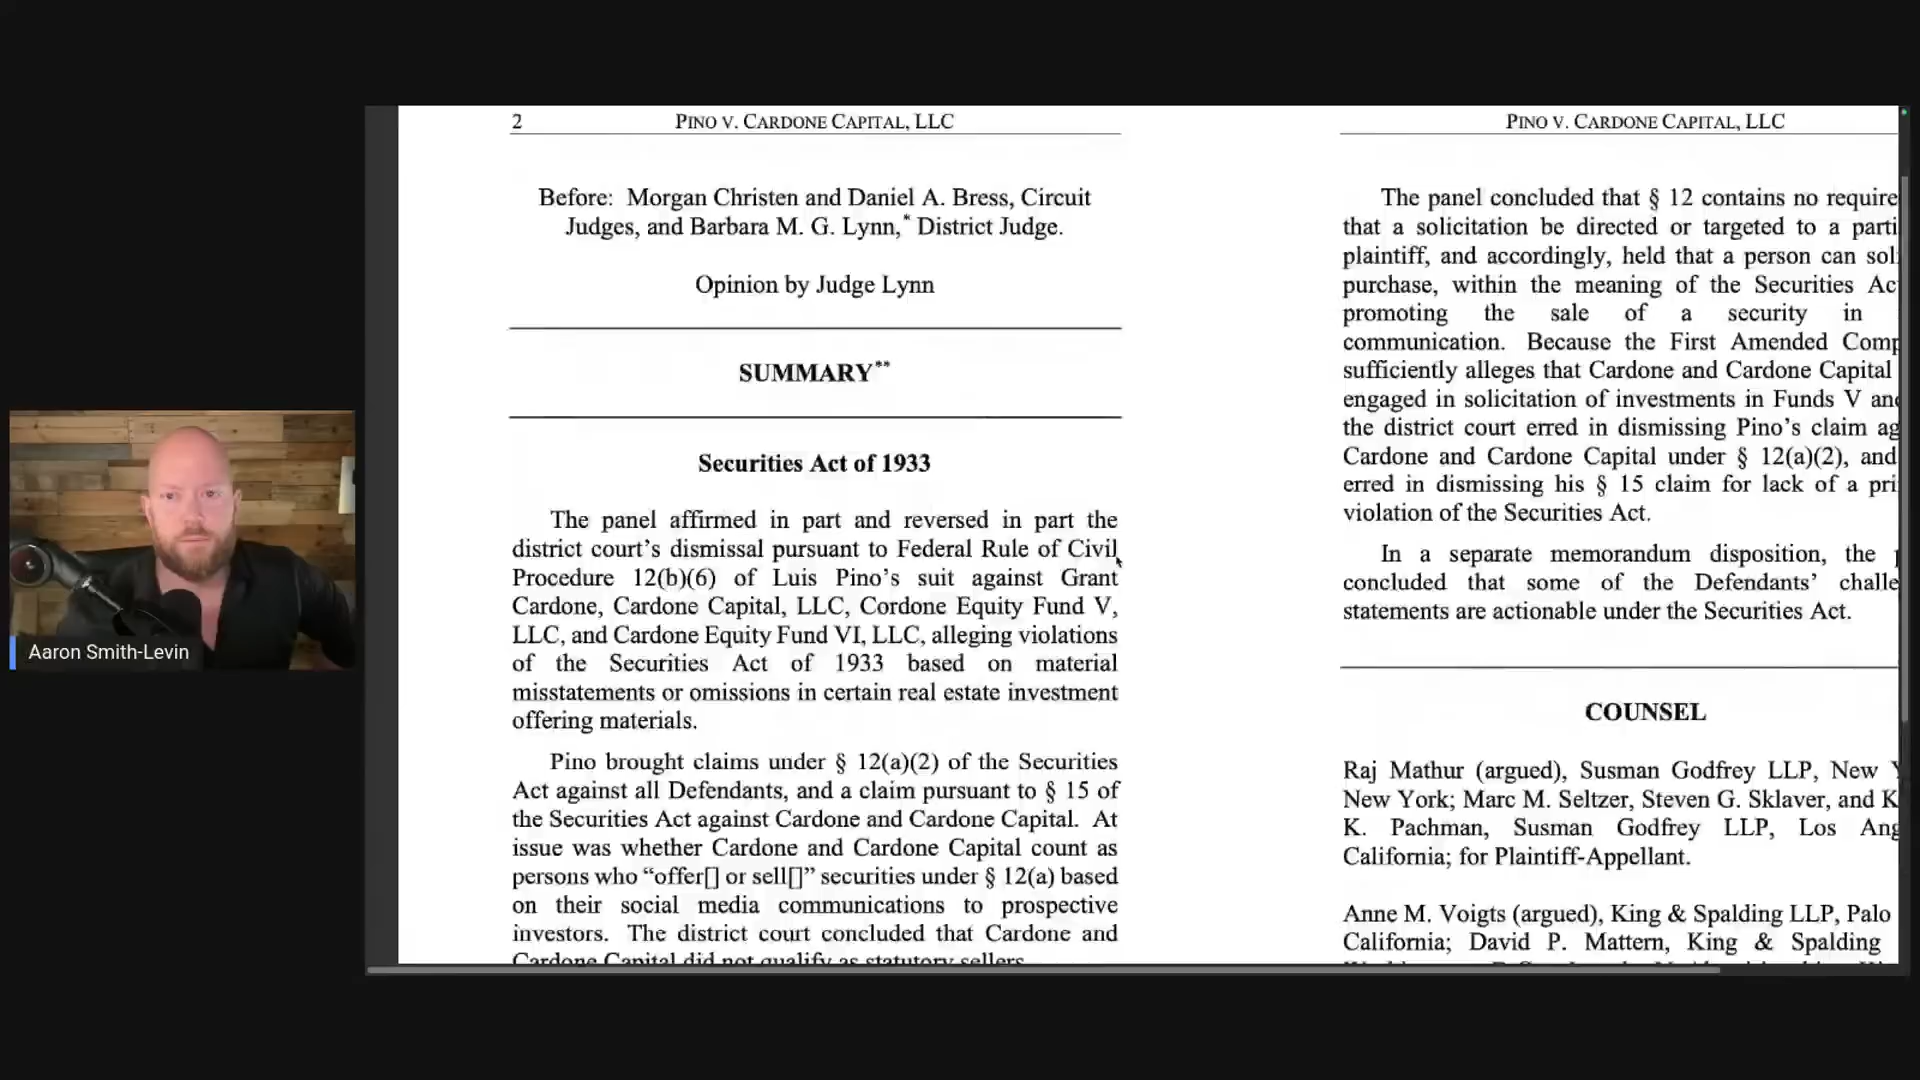 2 PINO V. CARDONE CAPITAL, LLC
Before: Morgan Christen and Daniel A. Bress, Circuit
Judges, and Barbara M. G. Lynn,* District Judge.
Opinion by Judge Lynn
SUMMARY**
Securities Act of 1933
The panel affirmed in part and reversed in part the
district court’s dismissal pursuant to Federal Rule of Civil
Procedure 12(b)(6) of Luis Pino’s suit against Grant
Cardone, Cardone Capital, LLC, Cordone Equity Fund V,
LLC, and Cardone Equity Fund VI, LLC, alleging violations
of the Securities Act of 1933 based on material
misstatements or omissions in certain real estate investment
offering materials.
Pino brought claims under § 12(a)(2) of the Securities
Act against all Defendants, and a claim pursuant to § 15 of
the Securities Act against Cardone and Cardone Capital. At
issue was whether Cardone and Cardone Capital count as
persons who “offer[] or sell[]” securities under § 12(a) based
on their social media communications to prospective
investors. The district court concluded that Cardone and
Cardone Capital did not qualify as statutory sellers.
PINO V. CARDONE CAPITAL, LLC
The panel concluded that § 12 contains no require
that a solicitation be directed or targeted to a parti
plaintiff, and accordingly, held that a person can sol
purchase, within the meaning of the Securities Ac
promoting the sale of a security in
communication. Because the First Amended Comp
sufficiently alleges that Cardone and Cardone Capital
engaged in solicitation of investments in Funds V and
the district court erred in dismissing Pino’s claim ag
Cardone and Cardone Capital under § 12(a)(2), and
erred in dismissing his § 15 claim for lack of a pri
violation of the Securities Act.
In a separate memorandum disposition, the
concluded that some of the Defendants’ challe
statements are actionable under the Securities Act.
COUNSEL
Raj Mathur (argued), Susman Godfrey LLP, New Y
New York; Marc M. Seltzer, Steven G. Sklaver, and K
K. Pachman, Susman Godfrey LLP, Los Ang
California; for Plaintiff-Appellant.
Anne M. Voigts (argued), King & Spalding LLP, Palo
California; David P. Mattern, King & Spalding
Aaron Smith-Levin